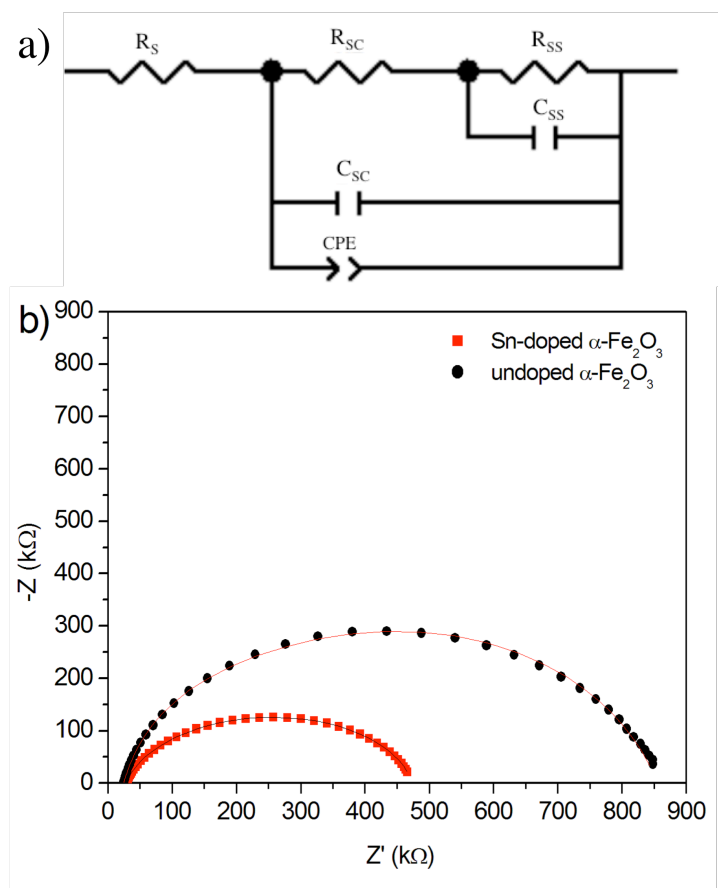 a)
R_S
R_SC
R_SS
C_SS
C_SC
CPE
b)
900
800
700
600
500
400
300
200
100
0
-Z (kΩ)
Sn-doped α-Fe₂O₃
undoped α-Fe₂O₃
0 100 200 300 400 500 600 700 800 900
Z' (kΩ)